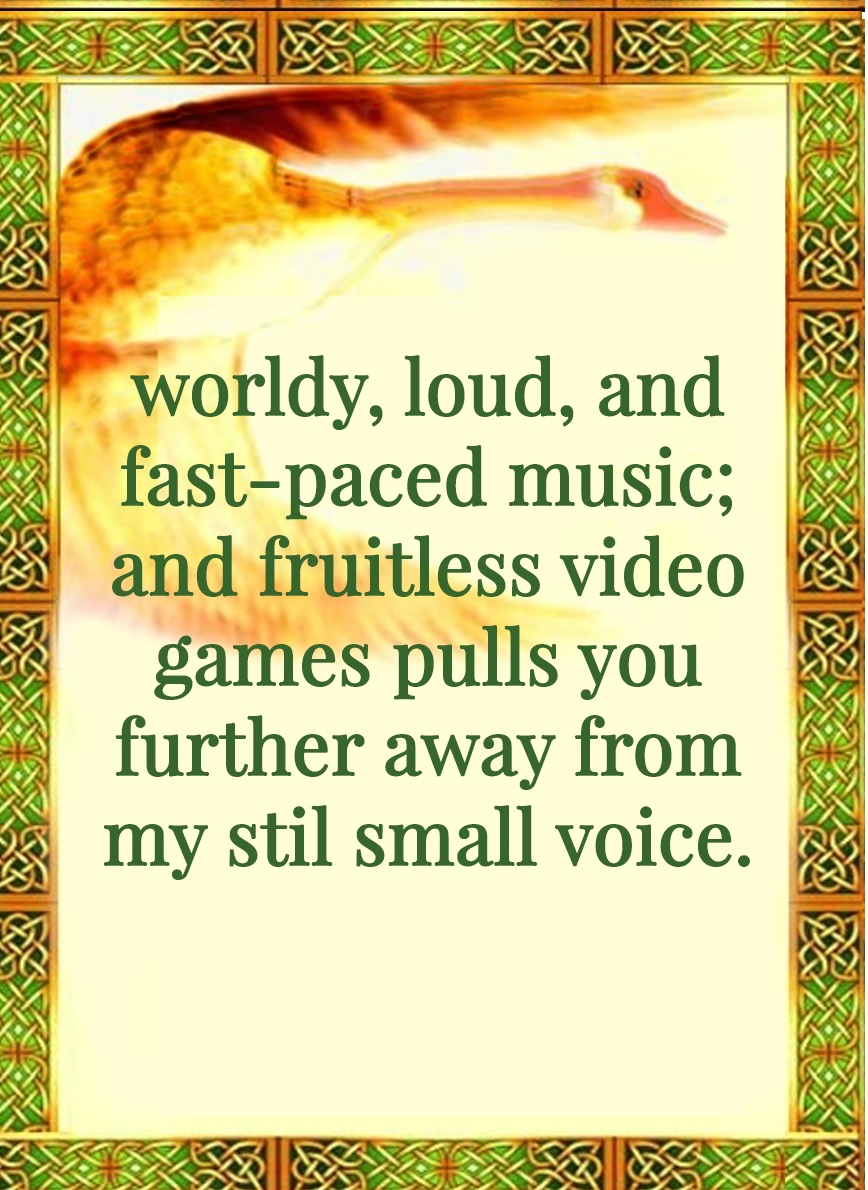 worldy, loud, and
fast-paced music;
and fruitless video
games pulls you
further away from
my stil small voice.